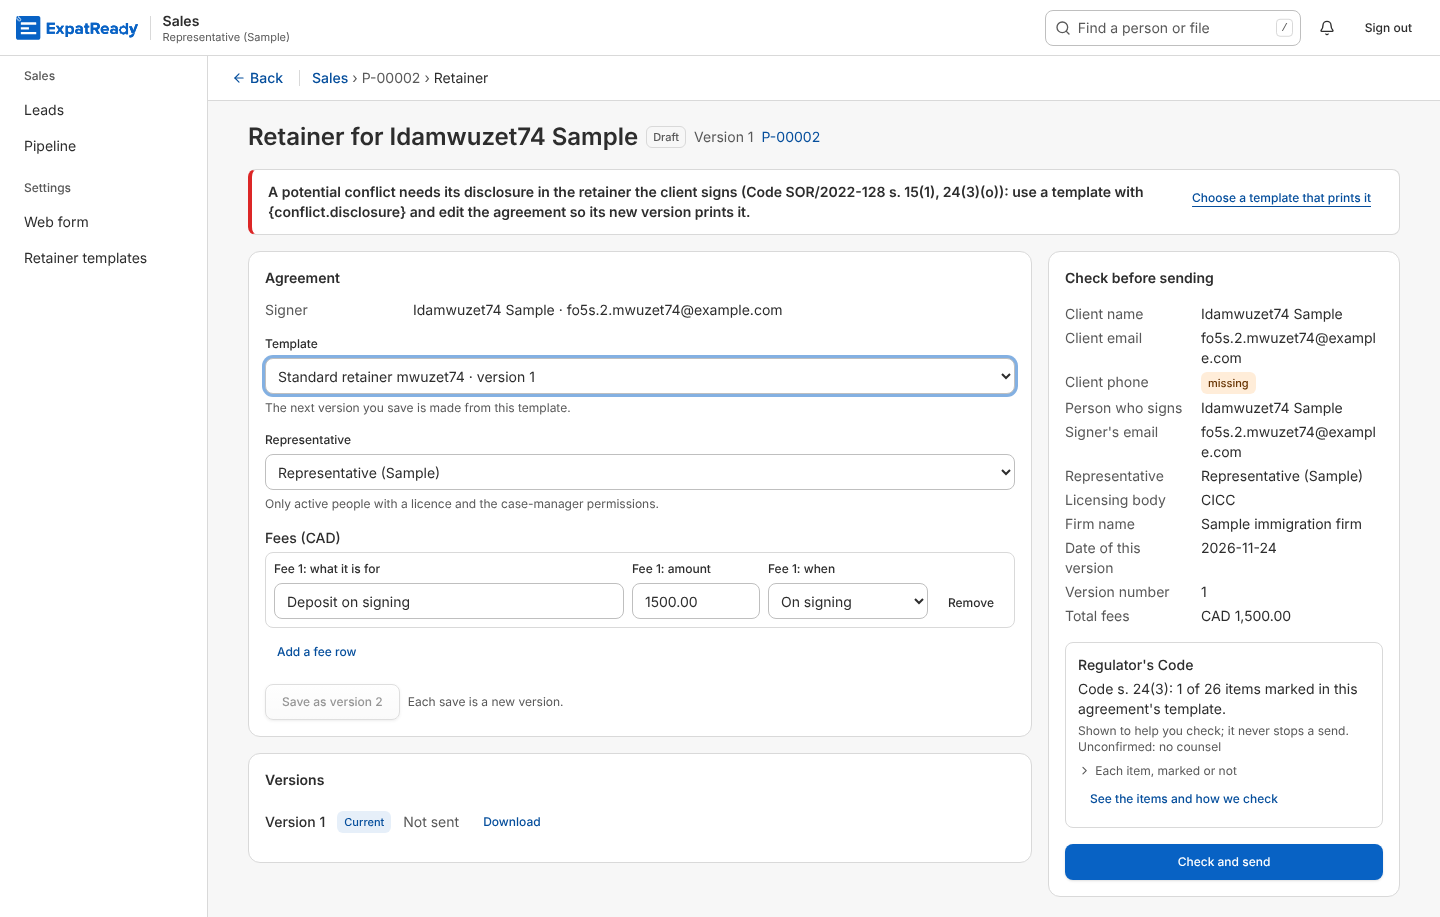 ExpatReady
Sales
Representative (Sample)
Find a person or file
/
Sign out
Sales
Leads
Pipeline
Settings
Web form
Retainer templates
← Back
Sales › P-00002 › Retainer
Retainer for Idamwuzet74 Sample
Draft
Version 1
P-00002
A potential conflict needs its disclosure in the retainer the client signs (Code SOR/2022-128 s. 15(1), 24(3)(o)): use a template with
{conflict.disclosure} and edit the agreement so its new version prints it.
Choose a template that prints it
Agreement
Signer
Idamwuzet74 Sample · fo5s.2.mwuzet74@example.com
Template
Standard retainer mwuzet74 · version 1
The next version you save is made from this template.
Representative
Representative (Sample)
Only active people with a licence and the case-manager permissions.
Fees (CAD)
Fee 1: what it is for
Fee 1: amount
Fee 1: when
Deposit on signing
1500.00
On signing
Remove
Add a fee row
Save as version 2
Each save is a new version.
Versions
Version 1
Current
Not sent
Download
Check before sending
Client name
Idamwuzet74 Sample
Client email
fo5s.2.mwuzet74@exampl
e.com
Client phone
missing
Person who signs
Idamwuzet74 Sample
Signer's email
fo5s.2.mwuzet74@exampl
e.com
Representative
Representative (Sample)
Licensing body
CICC
Firm name
Sample immigration firm
Date of this
version
2026-11-24
Version number
1
Total fees
CAD 1,500.00
Regulator's Code
Code s. 24(3): 1 of 26 items marked in this
agreement's template.
Shown to help you check; it never stops a send.
Unconfirmed: no counsel
Each item, marked or not
See the items and how we check
Check and send